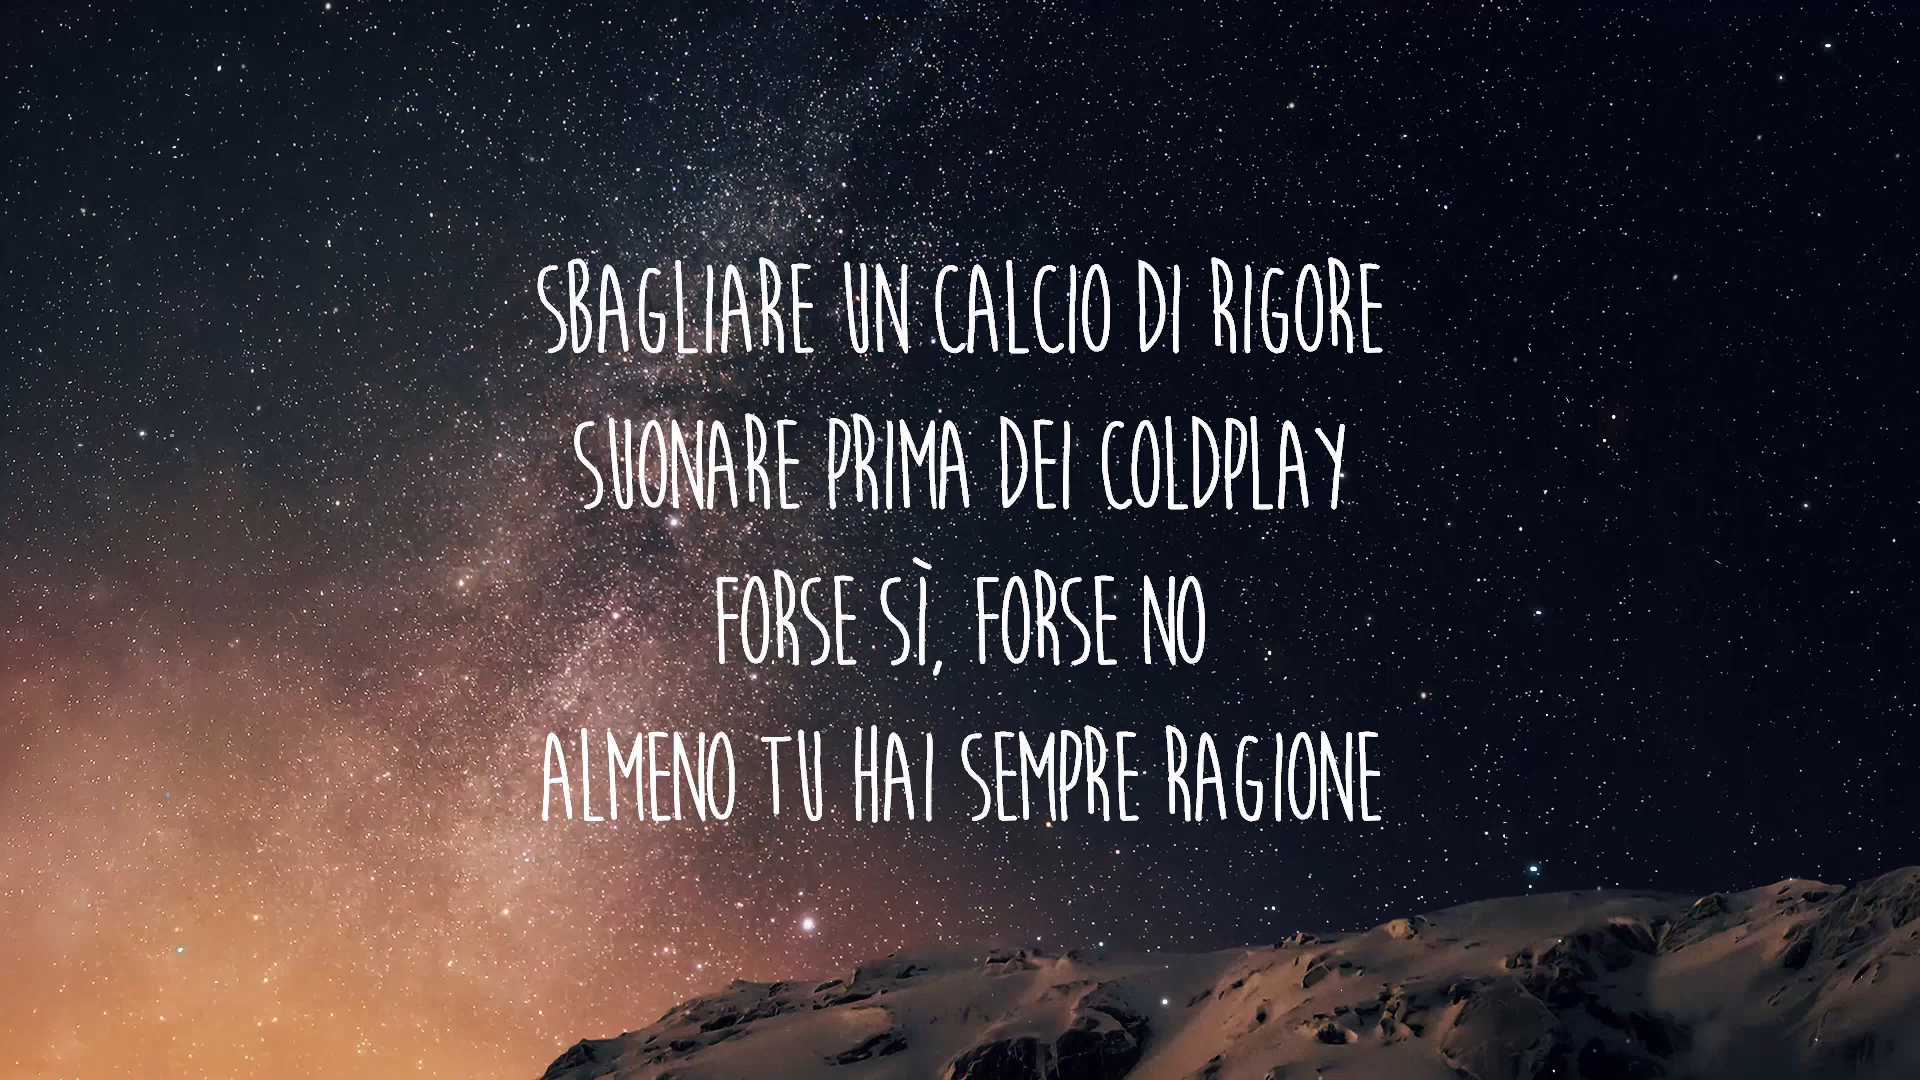 SBAGLIARE UN CALCIO DI RIGORE
SUONARE PRIMA DEI COLDPLAY
FORSE SÌ, FORSE NO
ALMENO TU HAI SEMPRE RAGIONE